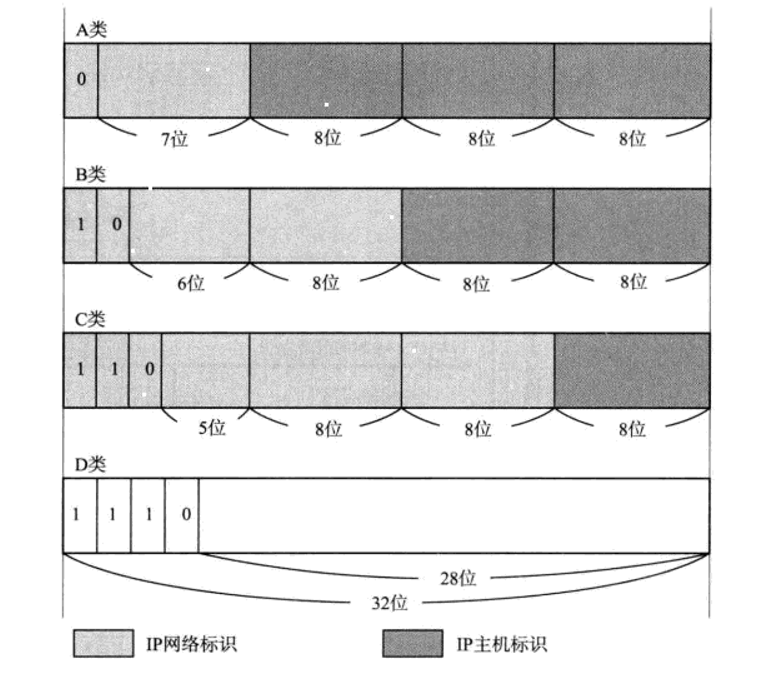 A类
0
7位 8位 8位 8位
B类
1 0
6位 8位 8位 8位
C类
1 1 0
5位 8位 8位 8位
D类
1 1 1 0
28位
32位
IP网络标识 IP主机标识